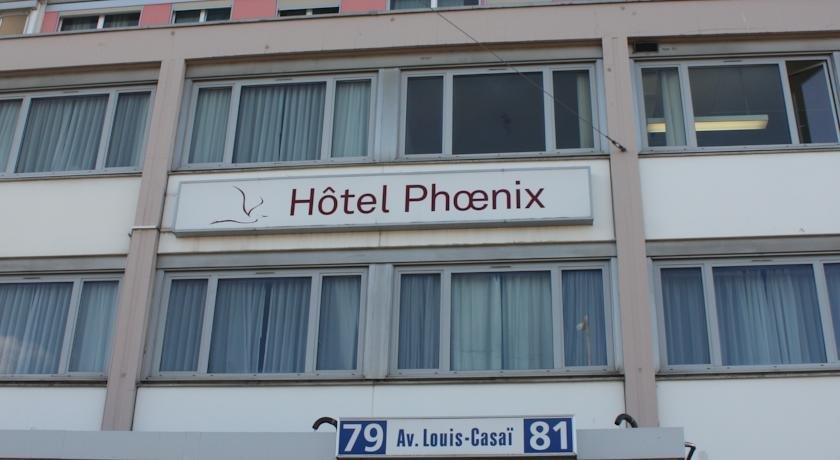 Hôtel Phœnix
79 Av. Louis-Casaï 81